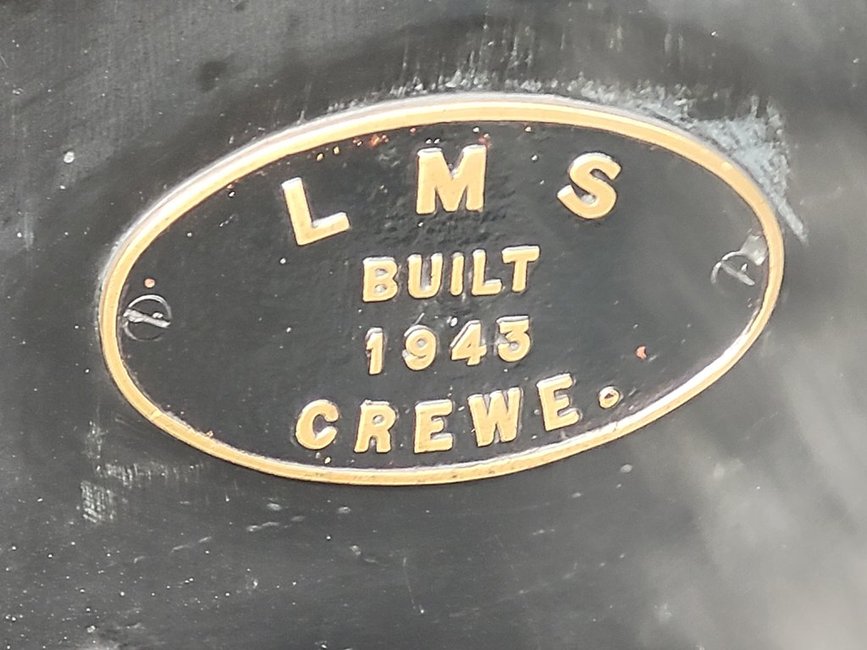 L M S
BUILT
1943
CREWE.